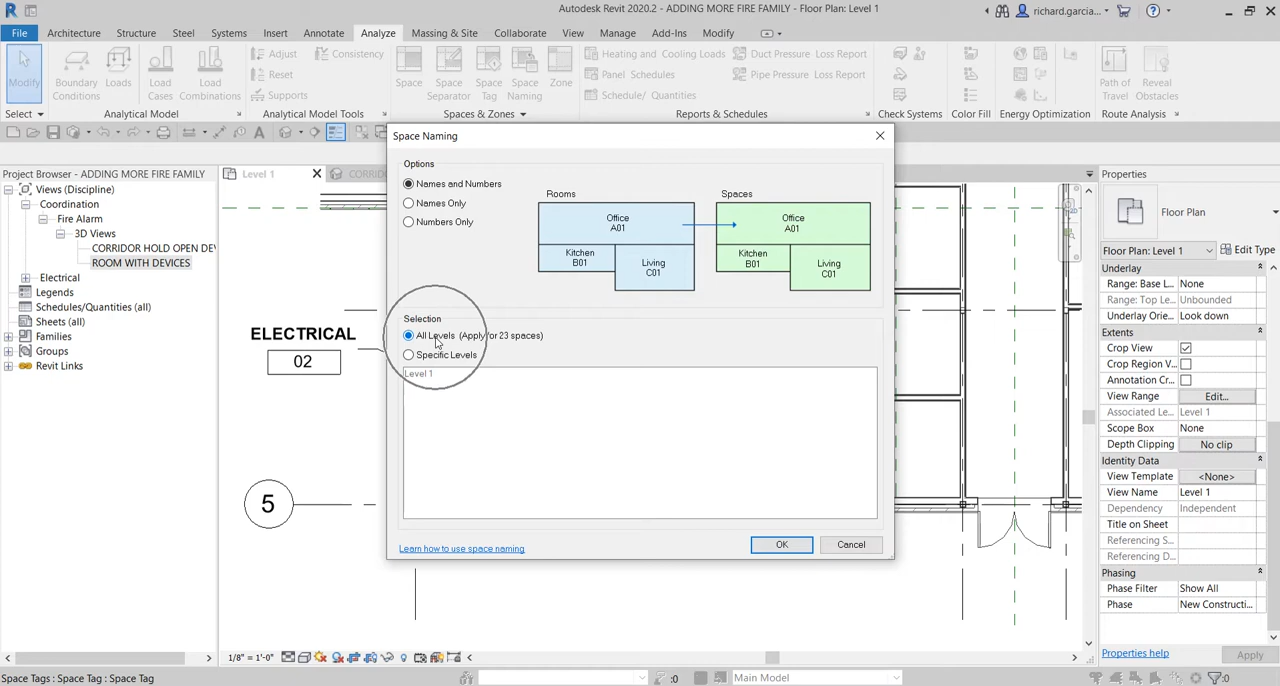 Autodesk Revit 2020.2 - ADDING MORE FIRE FAMILY - Floor Plan: Level 1
richard.garcia...
File Architecture Structure Steel Systems Insert Annotate Analyze Massing & Site Collaborate View Manage Add-Ins Modify
Modify
Boundary Conditions
Loads
Load Cases
Load Combinations
Adjust
Reset
Supports
Consistency
Space
Space Separator
Space Tag
Space Naming
Zone
Heating and Cooling Loads
Panel Schedules
Schedule/ Quantities
Duct Pressure Loss Report
Pipe Pressure Loss Report
Path of Travel
Reveal Obstacles
Select Analytical Model Analytical Model Tools Spaces & Zones Reports & Schedules Check Systems Color Fill Energy Optimization Route Analysis
Project Browser - ADDING MORE FIRE FAMILY
Views (Discipline)
Coordination
Fire Alarm
3D Views
CORRIDOR HOLD OPEN DE
ROOM WITH DEVICES
Electrical
Legends
Schedules/Quantities (all)
Sheets (all)
Families
Groups
Revit Links
Level 1
CORRID
ELECTRICAL
02
5
Space Naming
Options
Names and Numbers
Names Only
Numbers Only
Rooms
Office
A01
Kitchen
B01
Living
C01
Spaces
Office
A01
Kitchen
B01
Living
C01
Selection
All Levels (Apply for 23 spaces)
Specific Levels
Level 1
Learn how to use space naming
OK
Cancel
Properties
Floor Plan
Floor Plan: Level 1
Edit Type
Underlay
Range: Base L... None
Range: Top Le... Unbounded
Underlay Orie... Look down
Extents
Crop View
Crop Region V...
Annotation Cr...
View Range Edit...
Associated Le... Level 1
Scope Box None
Depth Clipping No clip
Identity Data
View Template <None>
View Name Level 1
Dependency Independent
Title on Sheet
Referencing S...
Referencing D...
Phasing
Phase Filter Show All
Phase New Constructi...
Properties help
Apply
1/8" = 1'-0"
Space Tags : Space Tag : Space Tag
:0
Main Model
:0